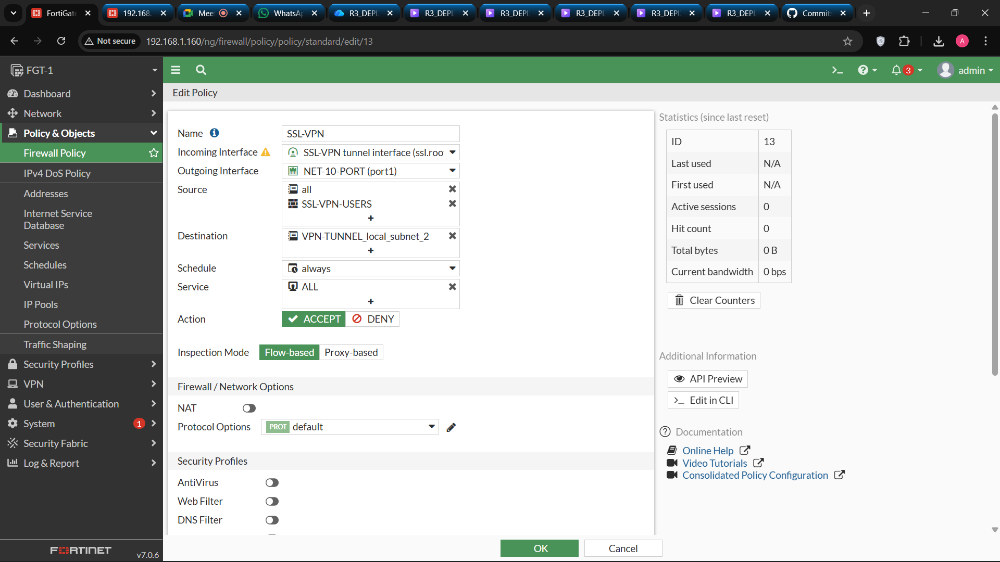 FortiGate
192.168.
Meet
WhatsAp
R3_DEPI
R3_DEPI
R3_DEPI
R3_DEPI
R3_DEPI
R3_DEPI
Commits
Not secure
192.168.1.160/ng/firewall/policy/policy/standard/edit/13
A
FGT-1
3
admin
Dashboard
Network
Policy & Objects
Firewall Policy
IPv4 DoS Policy
Addresses
Internet Service
Database
Services
Schedules
Virtual IPs
IP Pools
Protocol Options
Traffic Shaping
Security Profiles
VPN
User & Authentication
System 1
Security Fabric
Log & Report
FORTINET
v7.0.6
Edit Policy
Name SSL-VPN
Incoming Interface SSL-VPN tunnel interface (ssl.roo
Outgoing Interface NET-10-PORT (port1)
Source all
SSL-VPN-USERS
+
Destination VPN-TUNNEL_local_subnet_2
+
Schedule always
Service ALL
+
Action ACCEPT DENY
Inspection Mode Flow-based Proxy-based
Firewall / Network Options
NAT
Protocol Options PROT default
Security Profiles
AntiVirus
Web Filter
DNS Filter
OK Cancel
Statistics (since last reset)
ID 13
Last used N/A
First used N/A
Active sessions 0
Hit count 0
Total bytes 0 B
Current bandwidth 0 bps
Clear Counters
Additional Information
API Preview
>_ Edit in CLI
Documentation
Online Help
Video Tutorials
Consolidated Policy Configuration